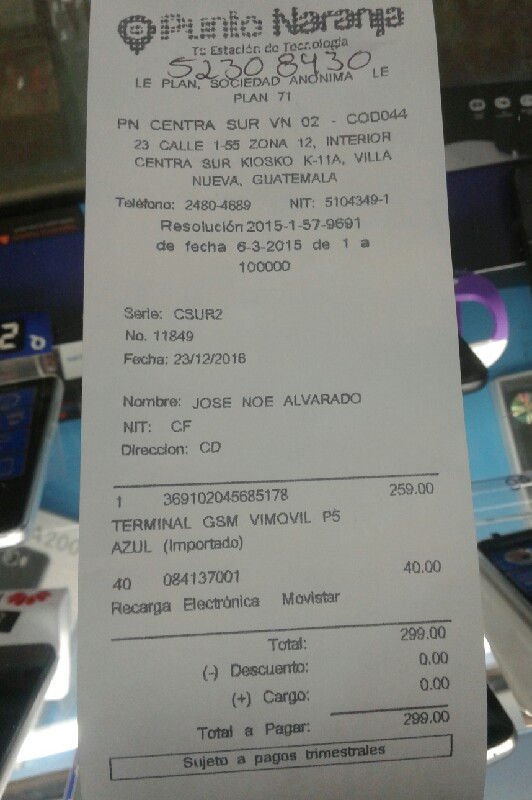 Punto Naranja
Tu Estación de Tecnología
52308430
LE PLAN, SOCIEDAD ANONIMA LE
PLAN 71
PN CENTRA SUR VN 02 - COD044
23 CALLE 1-55 ZONA 12, INTERIOR
CENTRA SUR KIOSKO K-11A, VILLA
NUEVA, GUATEMALA
Teléfono: 2480-4689 NIT: 5104349-1
Resolución 2015-1-57-9691
de fecha 6-3-2015 de 1 a
100000
Serie: CSUR2
No. 11849
Fecha: 23/12/2016
Nombre: JOSE NOE ALVARADO
NIT: CF
Direccion: CD
1 369102045685178 259.00
TERMINAL GSM VIMOVIL P5
AZUL (Importado)
40 084137001 40.00
Recarga Electrónica Movistar
Total: 299.00
(-) Descuento: 0.00
(+) Cargo: 0.00
Total a Pagar: 299.00
Sujeto a pagos trimestrales